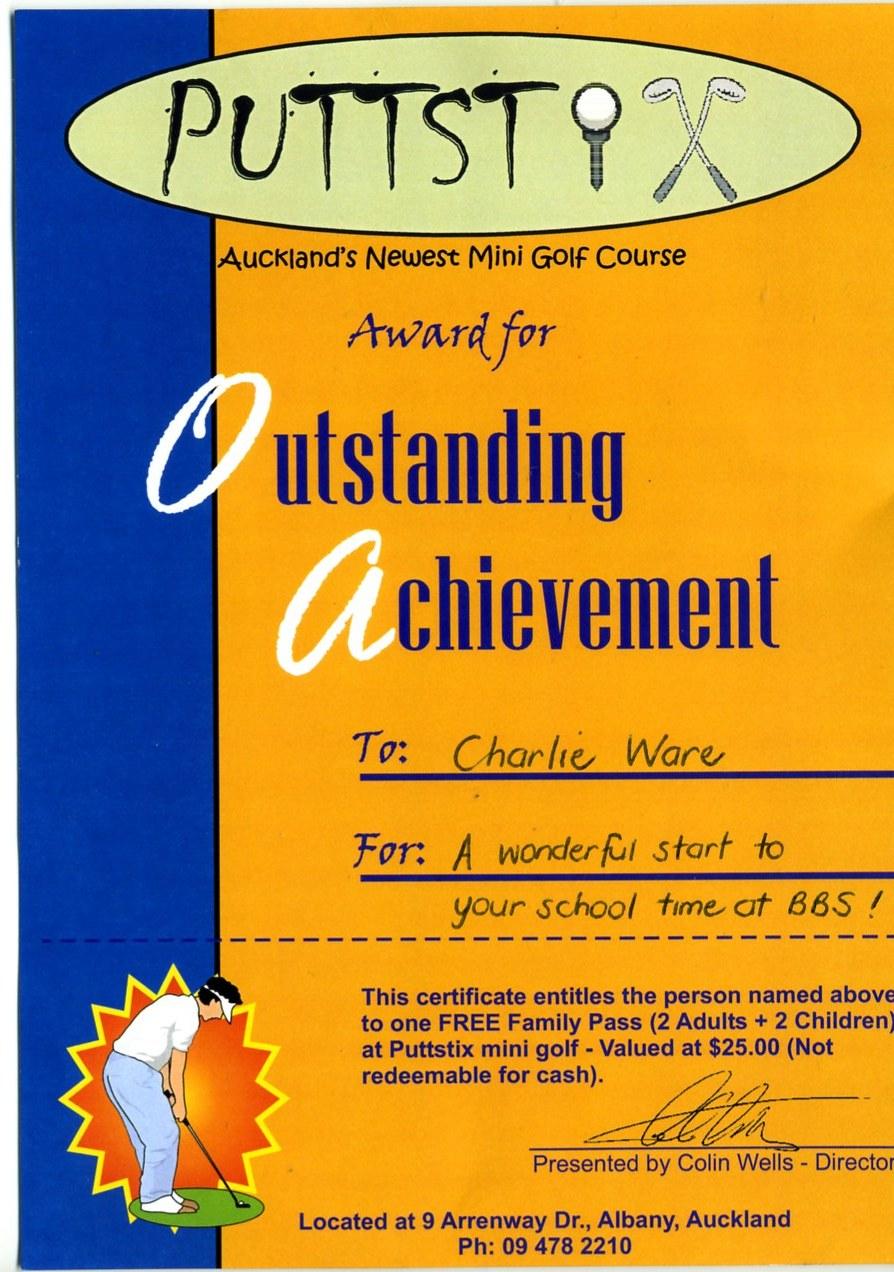 PUTTSTIX
Auckland's Newest Mini Golf Course
Award for
Outstanding
Achievement
To: Charlie Ware
For: A wonderful start to
your school time at BBS!
This certificate entitles the person named above
to one FREE Family Pass (2 Adults + 2 Children)
at Puttstix mini golf - Valued at $25.00 (Not
redeemable for cash).
Presented by Colin Wells - Director
Located at 9 Arrenway Dr., Albany, Auckland
Ph: 09 478 2210